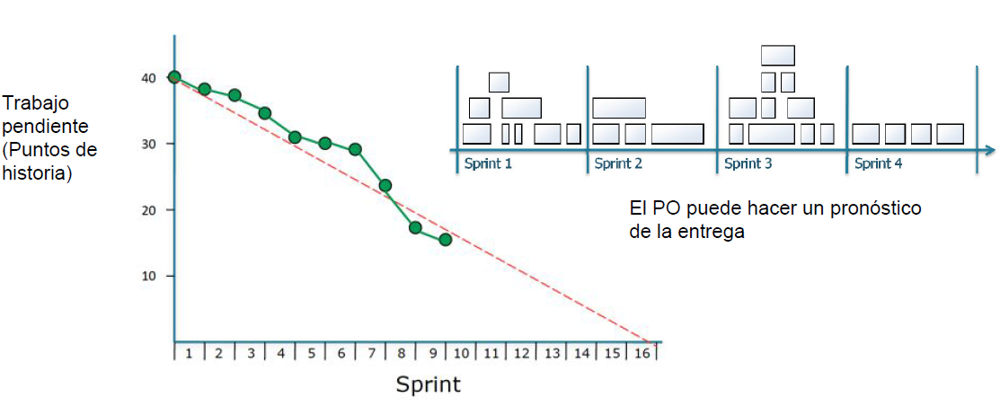 Trabajo
pendiente
(Puntos de
historia)
40
30
20
10
1 2 3 4 5 6 7 8 9 10 11 12 13 14 15 16
Sprint
Sprint 1 Sprint 2 Sprint 3 Sprint 4
El PO puede hacer un pronóstico
de la entrega